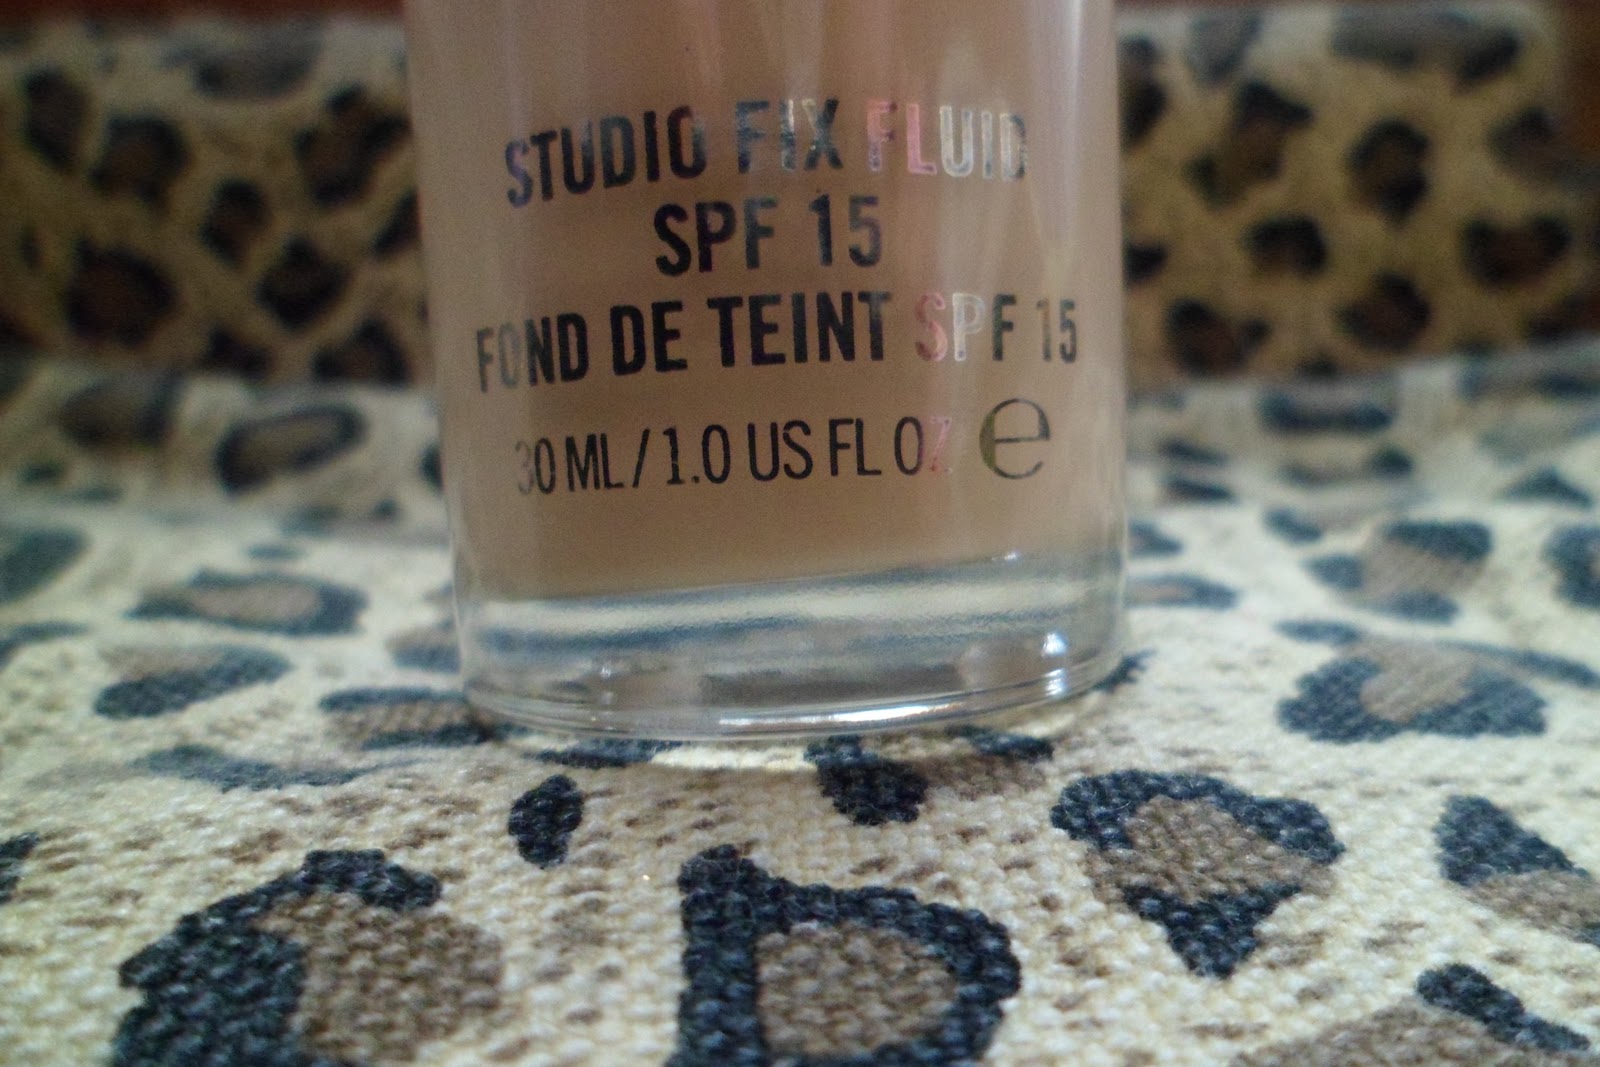 STUDIO FIX FLUID
SPF 15
FOND DE TEINT SPF 15
30 ML / 1.0 US FL OZ e